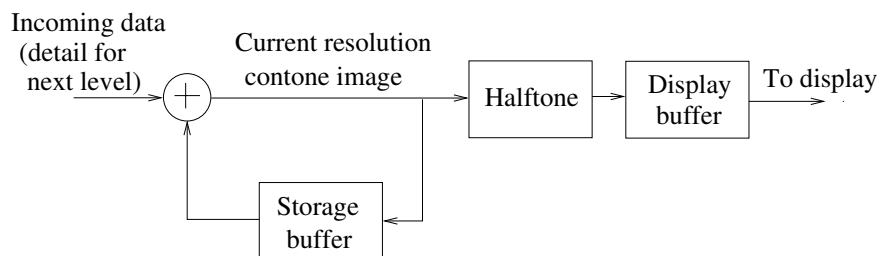 Incoming data
(detail for
next level)
+
Current resolution
contone image
Halftone
Display
buffer
To display
Storage
buffer